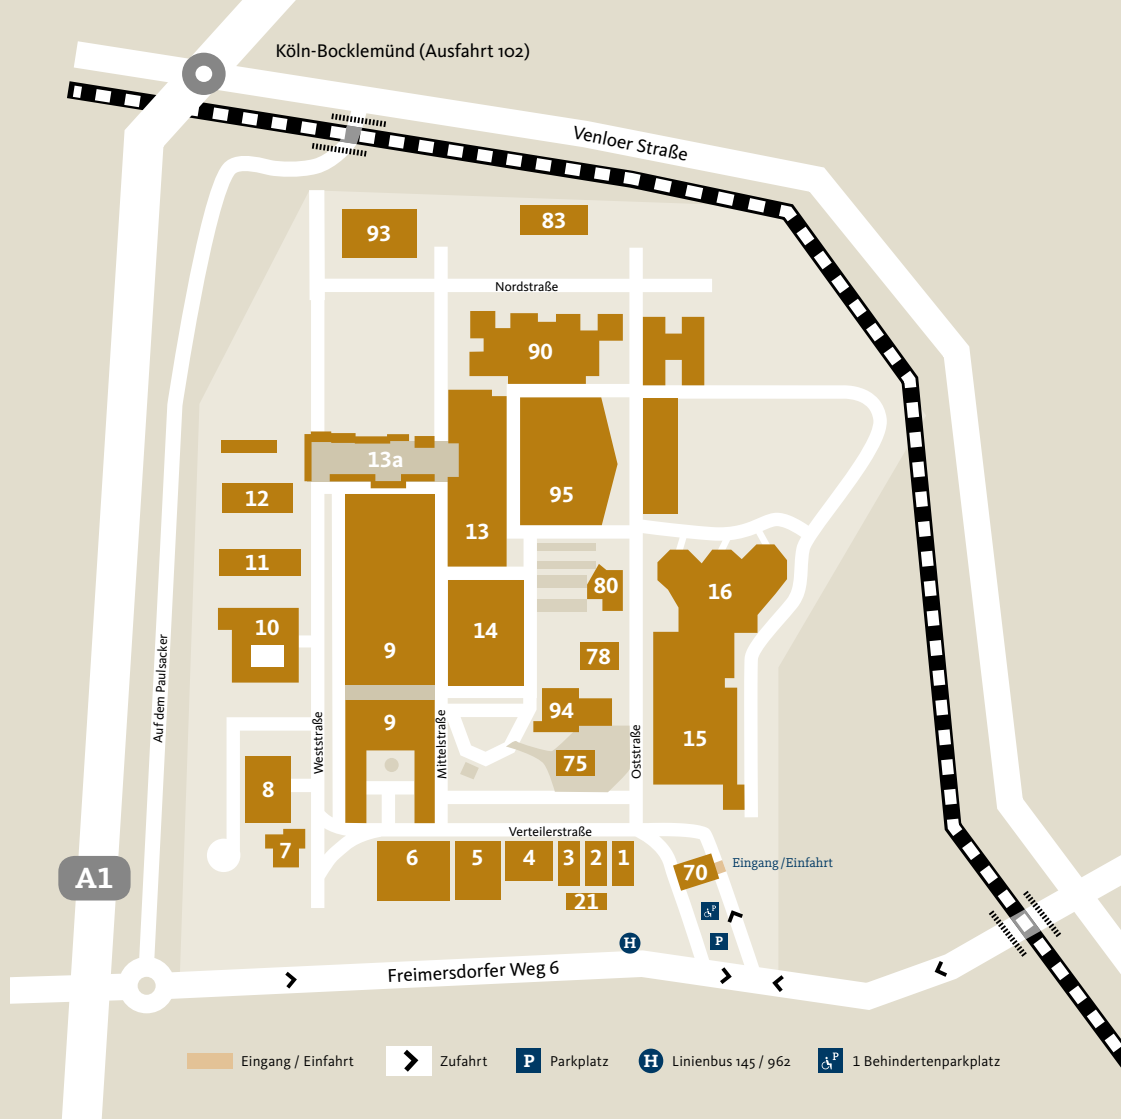 Köln-Bocklemünd (Ausfahrt 102)
Venloer Straße
93
83
Nordstraße
90
13a
12
95
13
11
80
16
10
14
9
78
Auf dem Paulsacker
94
9
15
Weststraße
Mittelstraße
Oststraße
75
8
Verteilerstraße
7
6
5
4
3
2
1
Eingang/Einfahrt
70
A1
21
P
H
P
Freimersdorfer Weg 6
Eingang / Einfahrt
Zufahrt
P Parkplatz
H Linienbus 145 / 962
P 1 Behindertenparkplatz